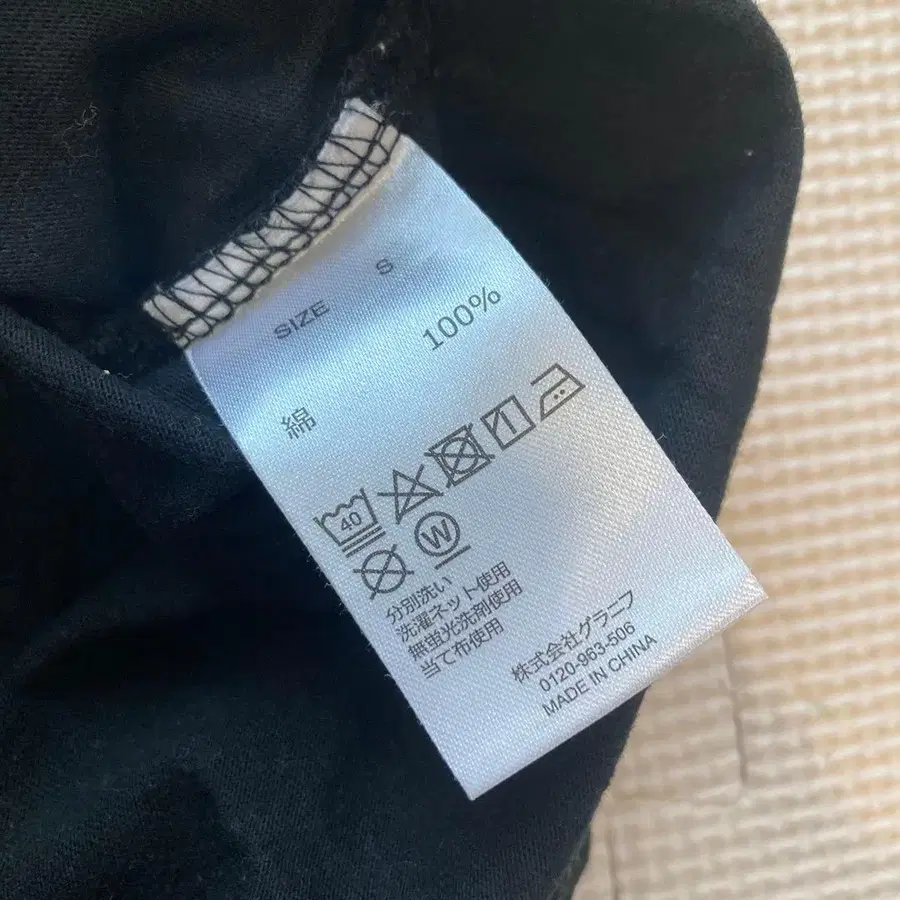 SIZE S
綿 100%
40
W
分別洗い
洗濯ネット使用
無蛍光洗剤使用
当て布使用
株式会社グラニフ
0120-963-506
MADE IN CHINA